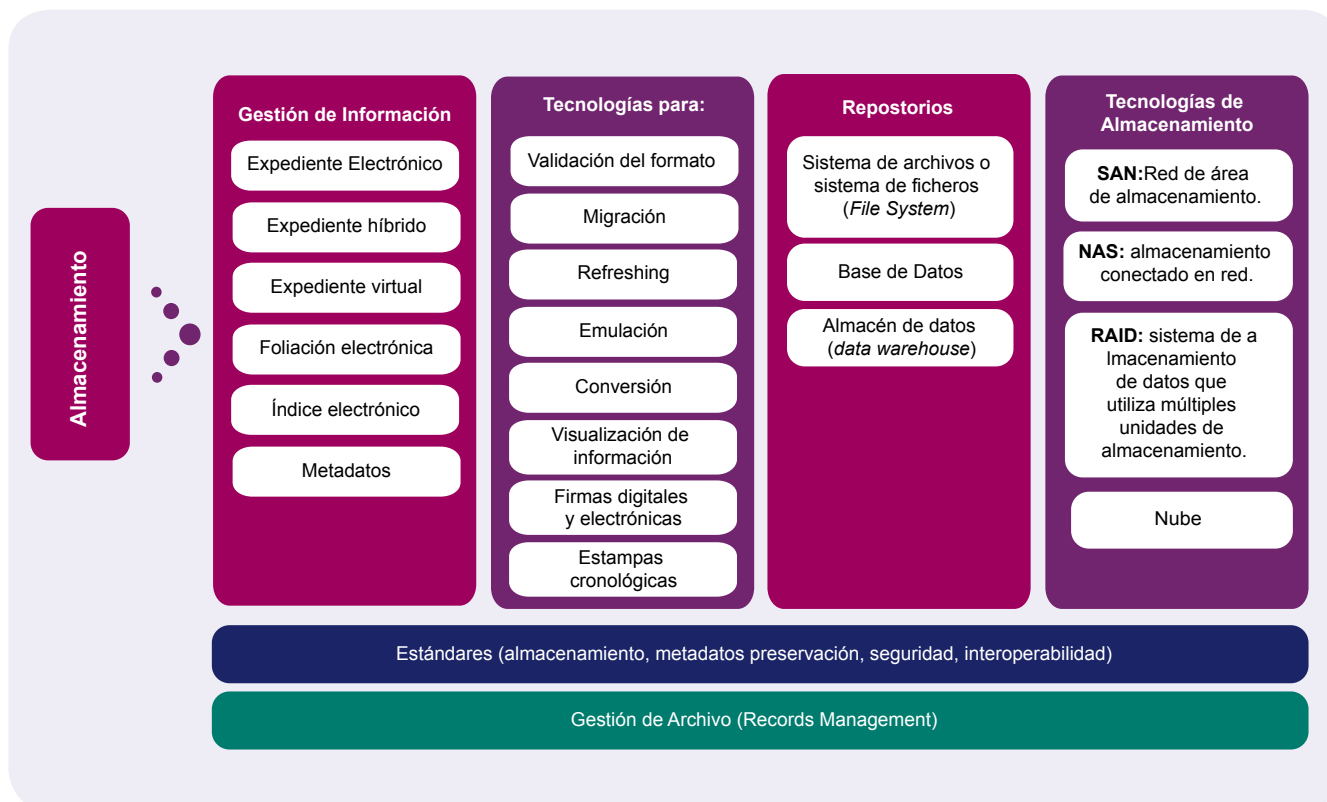 Almacenamiento
Gestión de Información
Expediente Electrónico
Expediente híbrido
Expediente virtual
Foliación electrónica
Índice electrónico
Metadatos
Tecnologías para:
Validación del formato
Migración
Refreshing
Emulación
Conversión
Visualización de
información
Firmas digitales
y electrónicas
Estampas
cronológicas
Repostorios
Sistema de archivos o
sistema de ficheros
(File System)
Base de Datos
Almacén de datos
(data warehouse)
Tecnologías de
Almacenamiento
SAN:Red de área
de almacenamiento.
NAS: almacenamiento
conectado en red.
RAID: sistema de a
lmacenamiento
de datos que
utiliza múltiples
unidades de
almacenamiento.
Nube
Estándares (almacenamiento, metadatos preservación, seguridad, interoperabilidad)
Gestión de Archivo (Records Management)